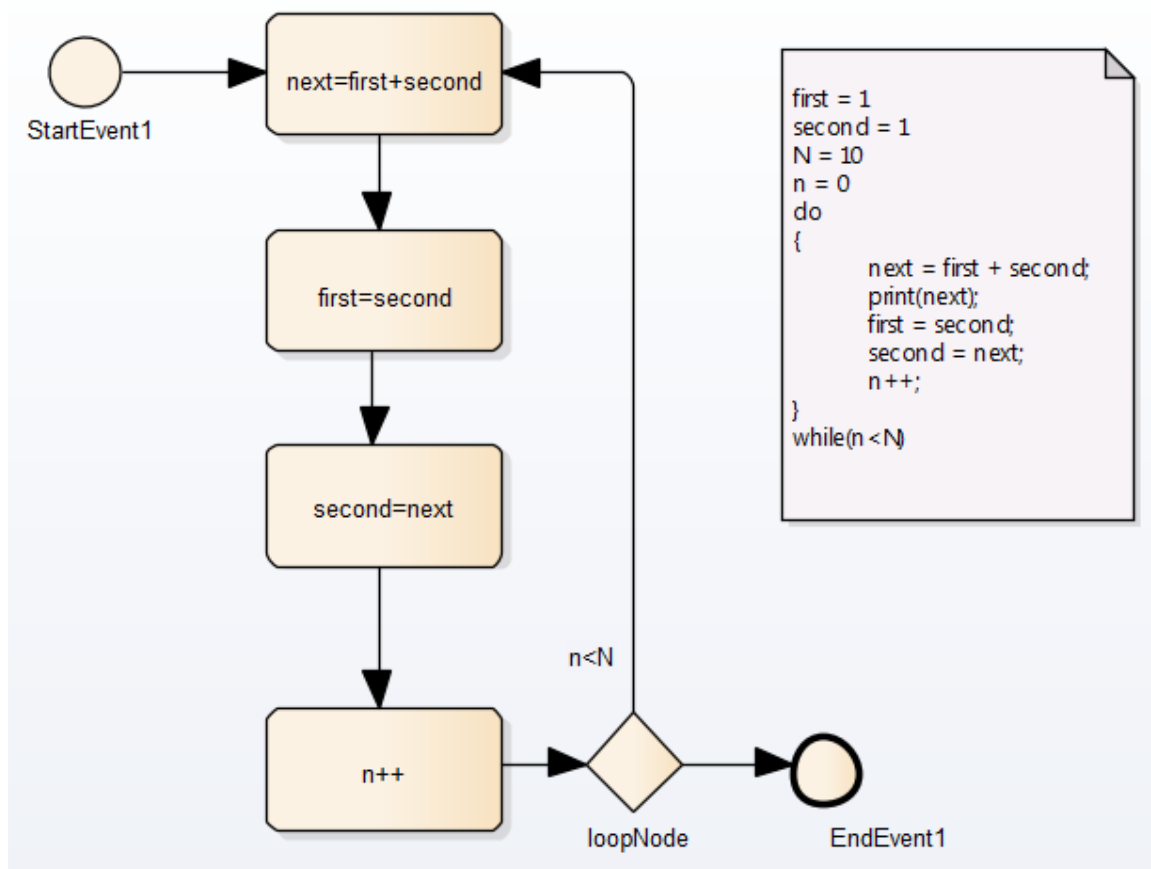 next=first+second
StartEvent1
first=second
second=next
n<N
n++
loopNode
EndEvent1
first = 1
second = 1
N = 10
n = 0
do
{
next = first + second;
print(next);
first = second;
second = next;
n++;
}
while(n<N)